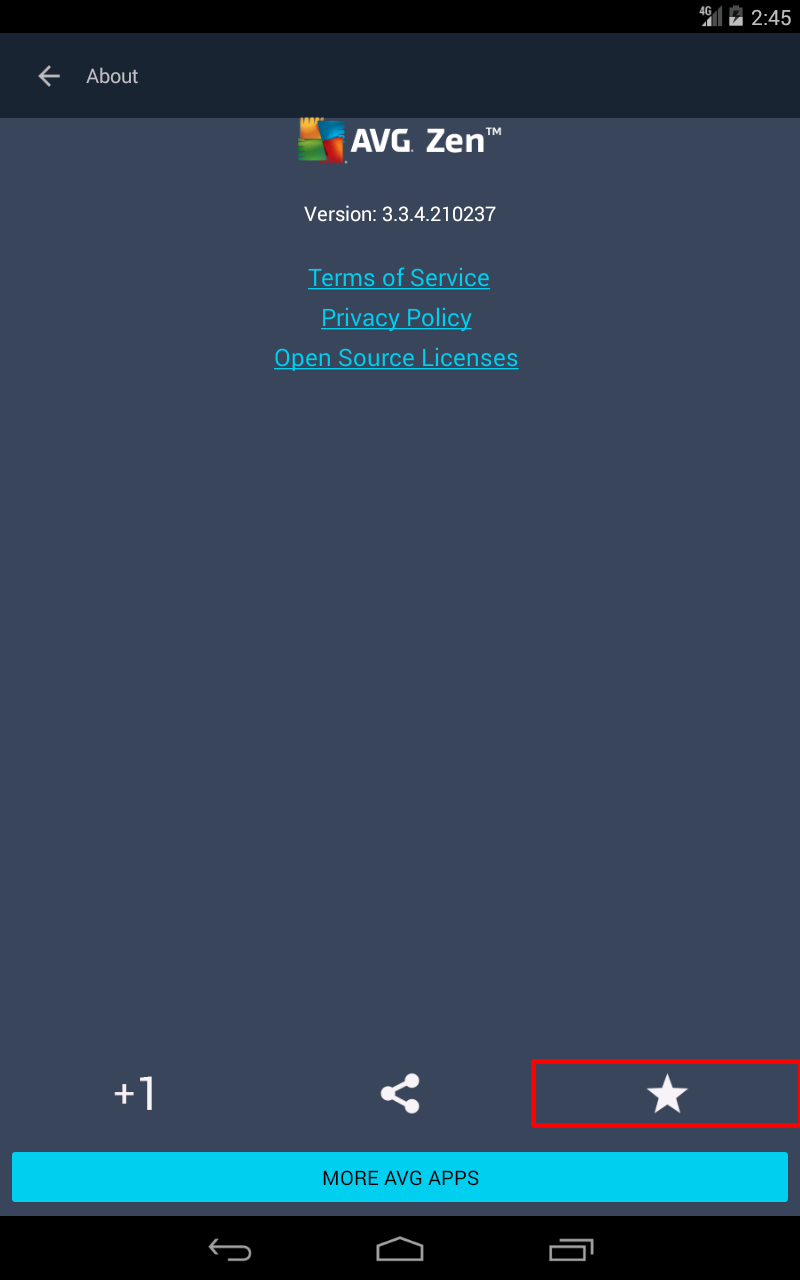 4G 2:45
About
AVG. Zen™
Version: 3.3.4.210237
Terms of Service
Privacy Policy
Open Source Licenses
+1
MORE AVG APPS